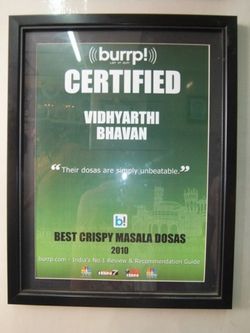 burrp!
CERTIFIED
VIDHYARTHI
BHAVAN
“Their dosas are simply unbeatable.”
b!
BEST CRISPY MASALA DOSAS
2010
burrp.com - India's No 1 Review & Recommendation Guide